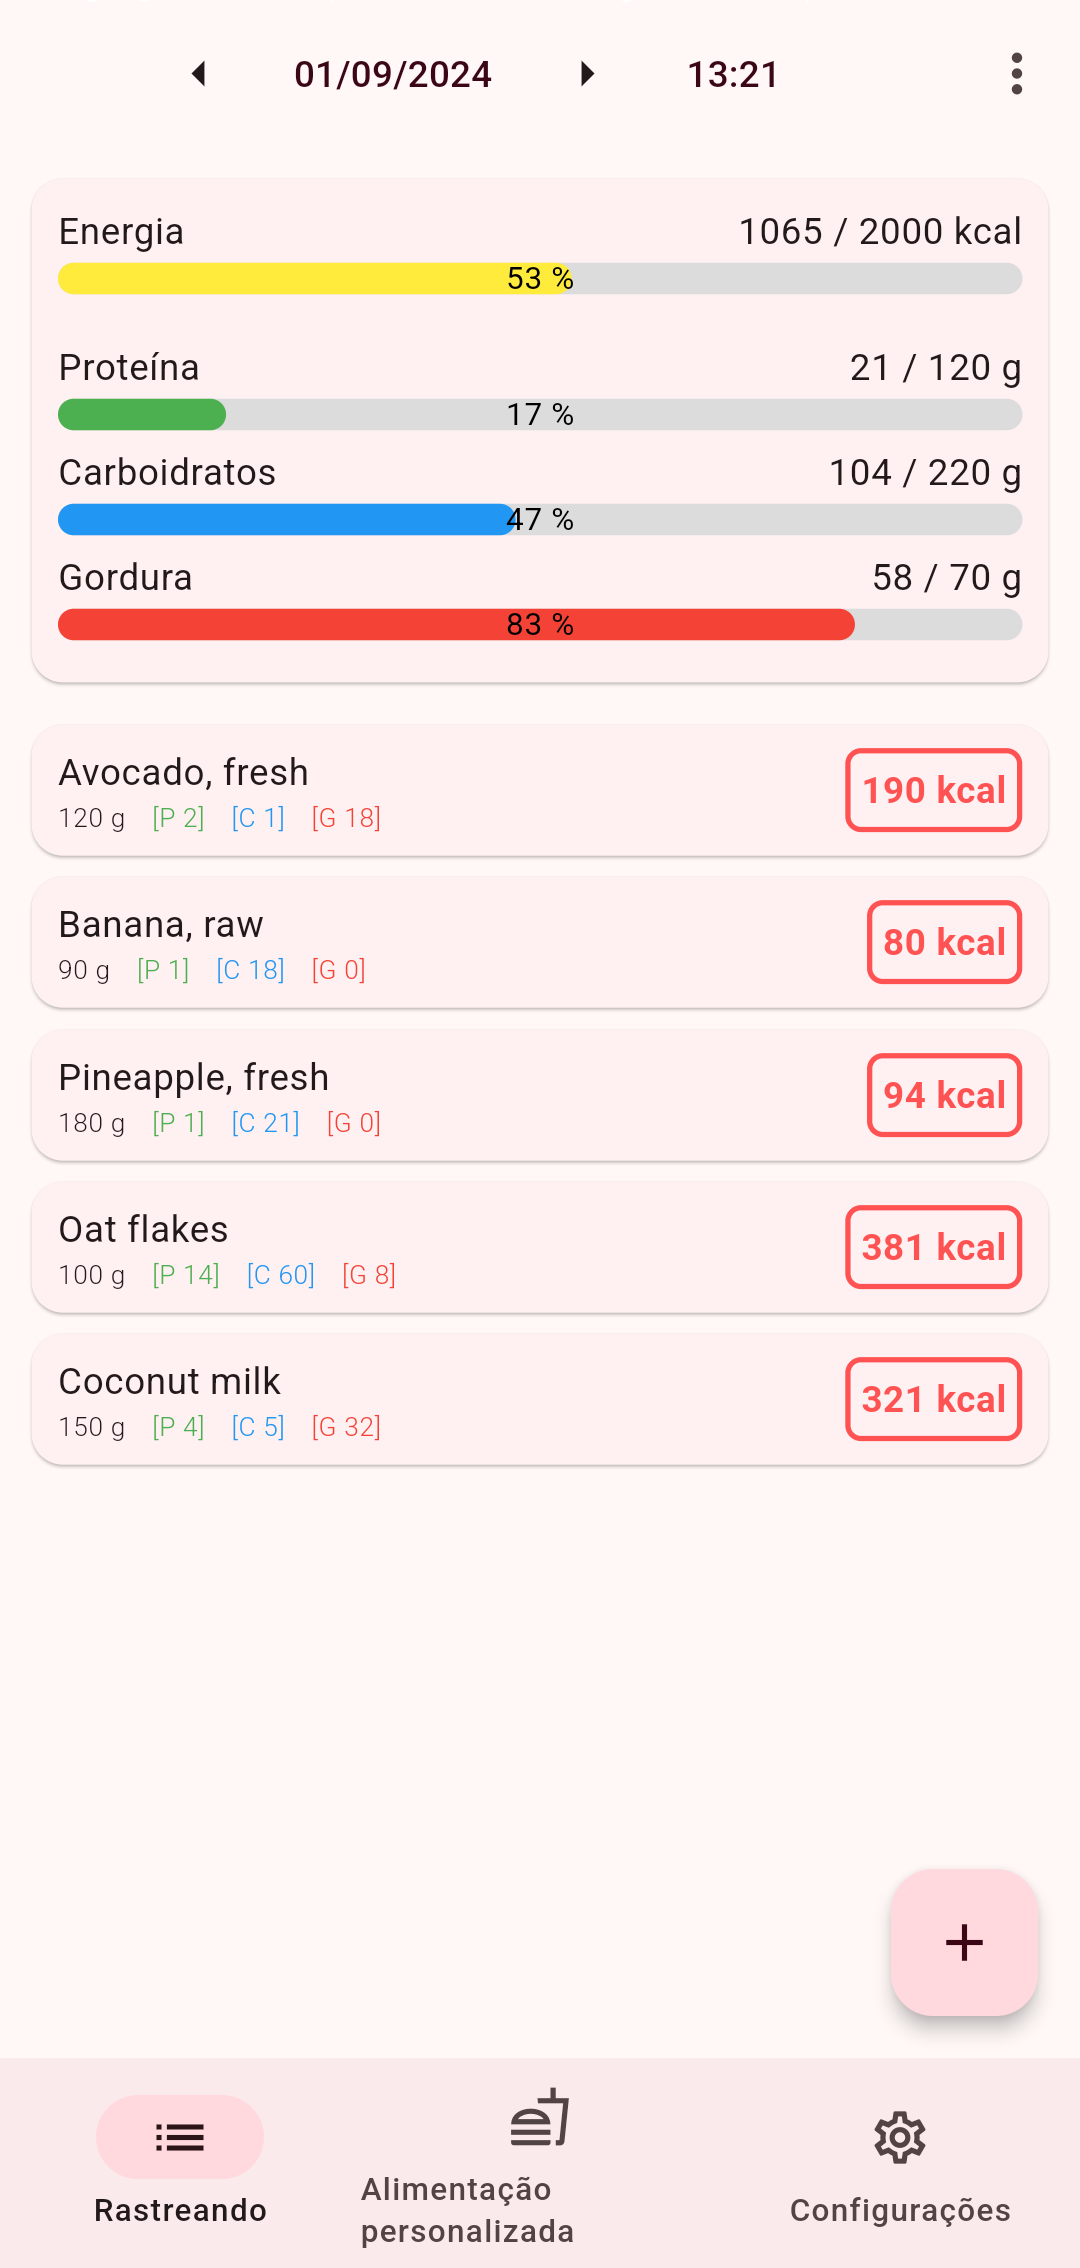 01/09/2024 13:21
Energia 1065 / 2000 kcal
53 %
Proteína 21 / 120 g
17 %
Carboidratos 104 / 220 g
47 %
Gordura 58 / 70 g
83 %
Avocado, fresh
120 g [P 2] [C 1] [G 18]
190 kcal
Banana, raw
90 g [P 1] [C 18] [G 0]
80 kcal
Pineapple, fresh
180 g [P 1] [C 21] [G 0]
94 kcal
Oat flakes
100 g [P 14] [C 60] [G 8]
381 kcal
Coconut milk
150 g [P 4] [C 5] [G 32]
321 kcal
Rastreando
Alimentação
personalizada
Configurações